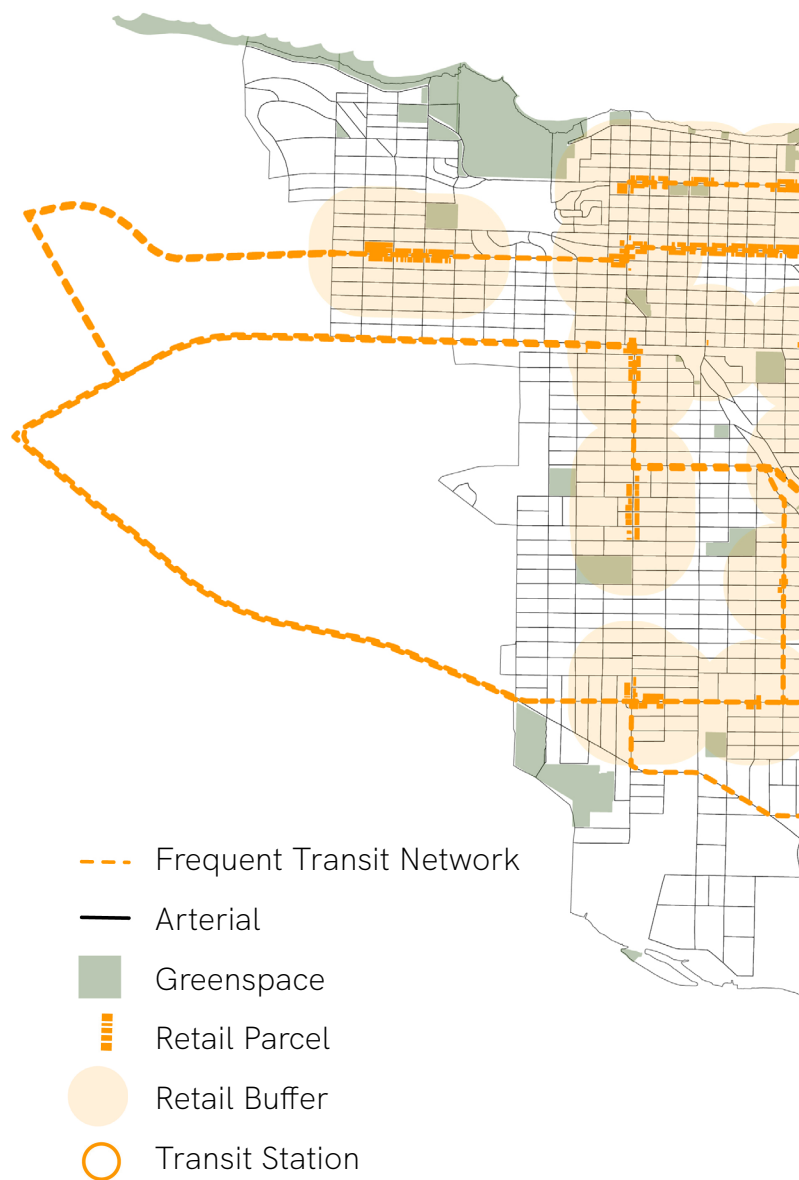 Frequent Transit Network
Arterial
Greenspace
Retail Parcel
Retail Buffer
Transit Station